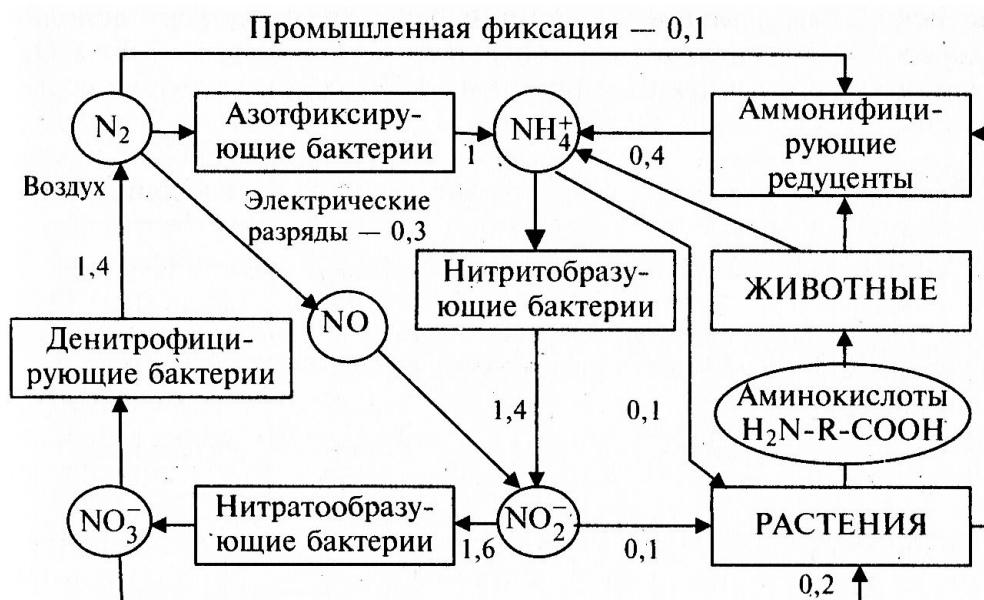 Промышленная фиксация — 0,1
N₂
Азотфиксиру-
ющие бактерии
1
NH₄⁺
0,4
Аммонифици-
рующие
редуценты
Воздух
Электрические
разряды — 0,3
1,4
NO
Нитритобразу-
ющие бактерии
ЖИВОТНЫЕ
Денитрофици-
рующие бактерии
1,4
0,1
Аминокислоты
H₂N-R-COOH
NO₃⁻
Нитратообразу-
ющие бактерии
1,6
NO₂⁻
0,1
РАСТЕНИЯ
0,2